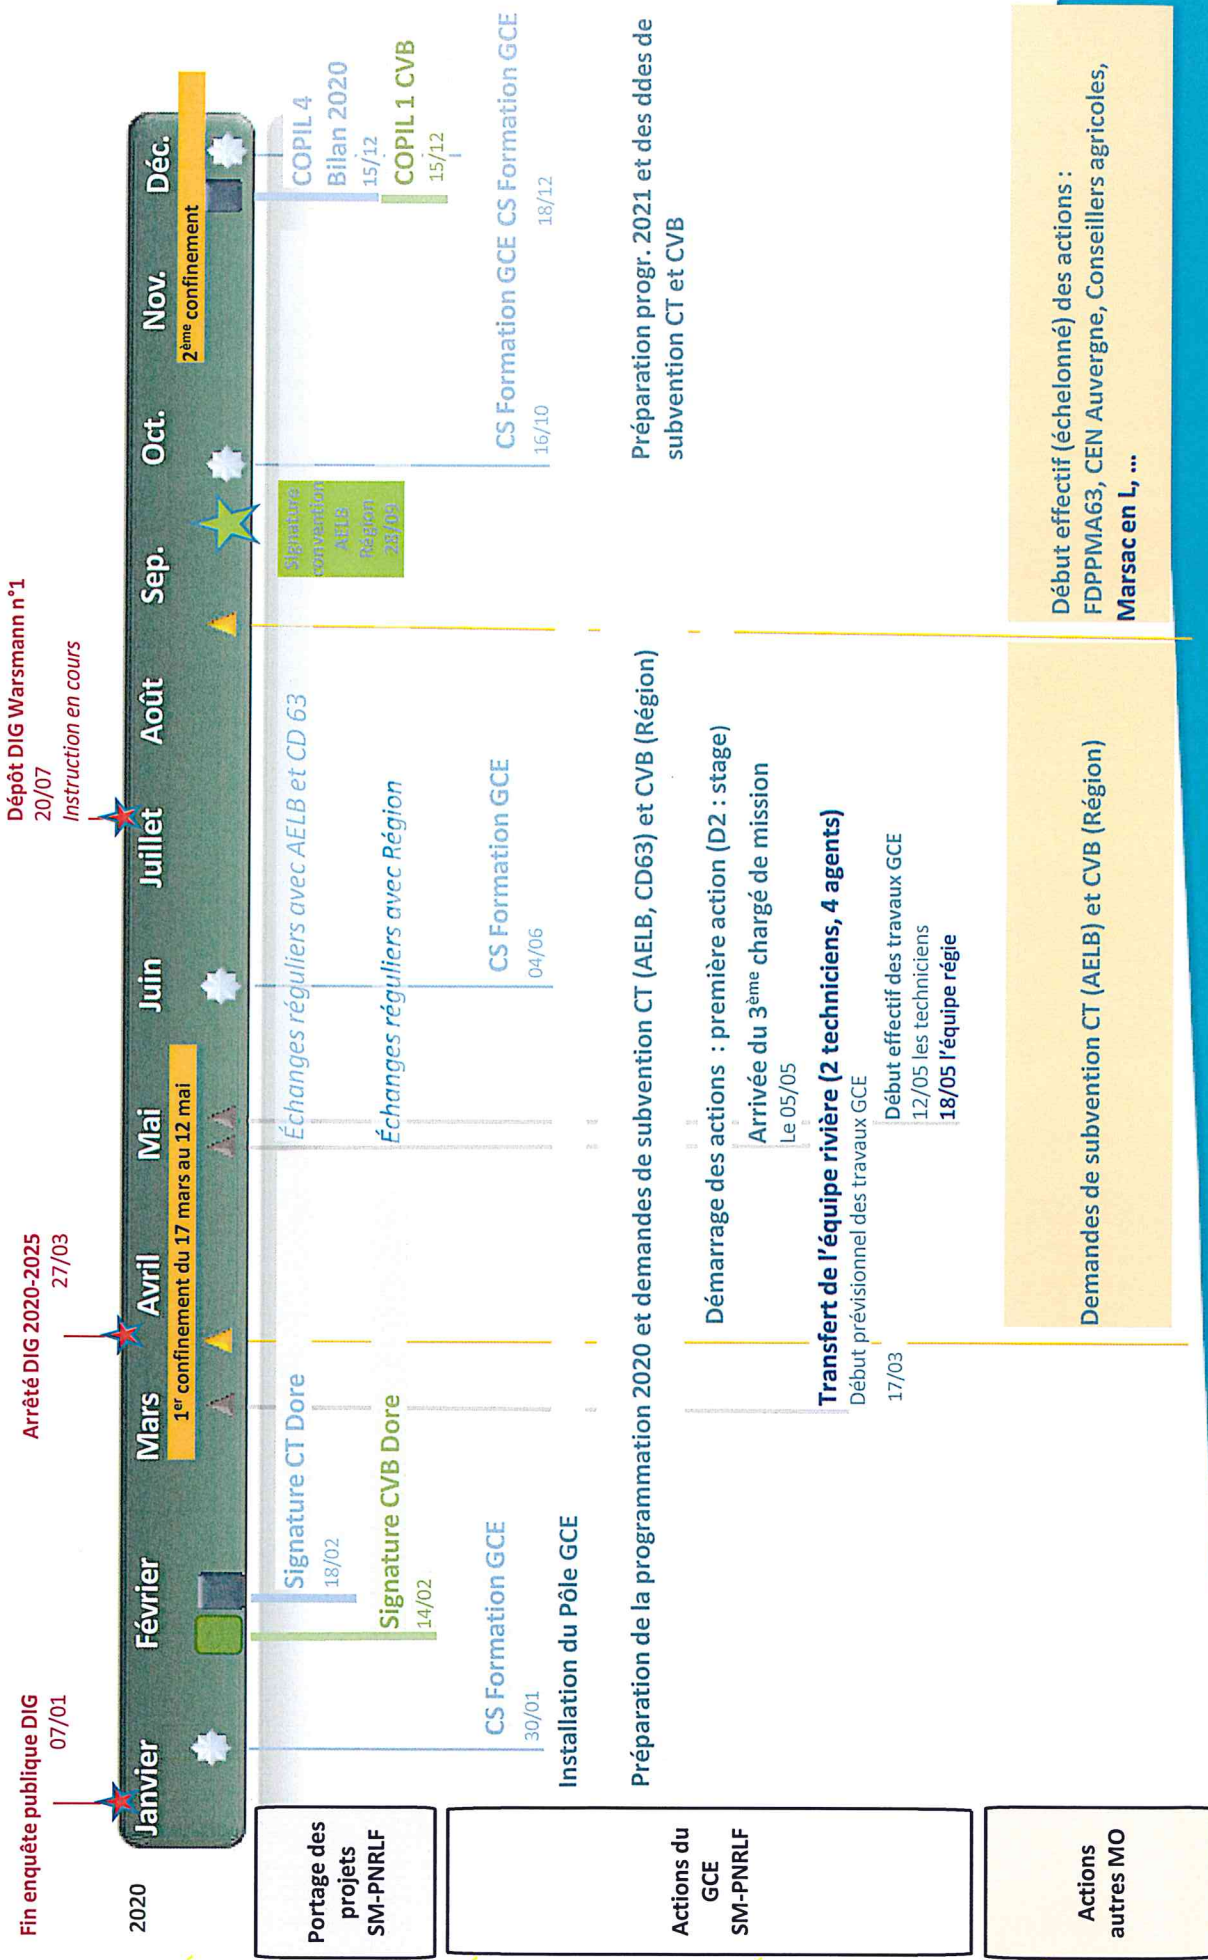 Fin enquête publique DIG
07/01
Arrêté DIG 2020-2025
27/03
Dépôt DIG Warsmann n°1
20/07
Instruction en cours
2020
Janvier
Février
Mars
Avril
Mai
Juin
Juillet
Août
Sep.
Oct.
Nov.
Déc.
1er confinement du 17 mars au 12 mai
2ème confinement
Portage des
projets
SM-PNRLF
Signature CT Dore
18/02
Signature CVB Dore
14/02
Échanges réguliers avec AELB et CD 63
Échanges réguliers avec Région
Signature
convention
AELB
Région
28/09
COPIL 4
Bilan 2020
15/12
COPIL 1 CVB
15/12
Actions du
GCE
SM-PNRLF
CS Formation GCE
30/01
CS Formation GCE
04/06
CS Formation GCE
16/10
CS Formation GCE
18/12
Installation du Pôle GCE
Préparation de la programmation 2020 et demandes de subvention CT (AELB, CD63) et CVB (Région)
Préparation progr. 2021 et des ddes de
subvention CT et CVB
Démarrage des actions : première action (D2 : stage)
Arrivée du 3ème chargé de mission
Le 05/05
Transfert de l'équipe rivière (2 techniciens, 4 agents)
Début prévisionnel des travaux GCE
17/03
Début effectif des travaux GCE
12/05 les techniciens
18/05 l'équipe régie
Actions
autres MO
Demandes de subvention CT (AELB) et CVB (Région)
Début effectif (échelonné) des actions :
FDPPMA63, CEN Auvergne, Conseillers agricoles,
Marsac en L, ...